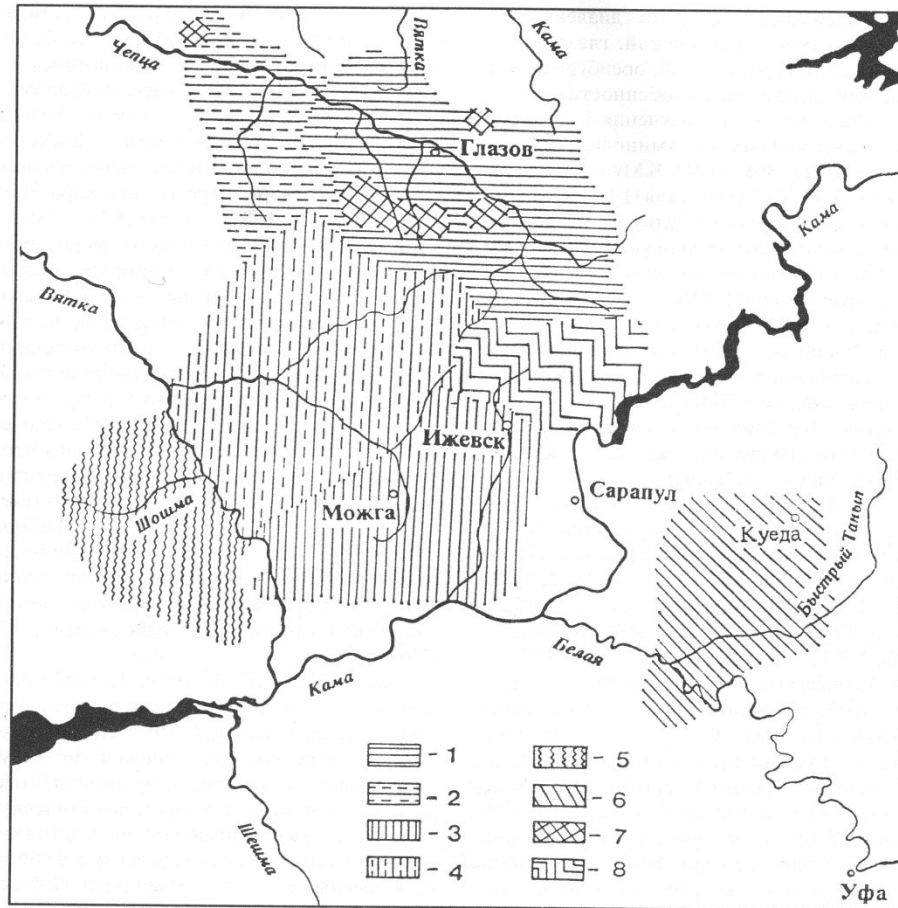 Чепца
Вятка
Кама
Глазов
Кама
Вятка
Ижевск
Сарапул
Можга
Шошма
Куеда
Быстрый Танып
Белая
Кама
Шешма
Уфа
- 1
- 2
- 3
- 4
- 5
- 6
- 7
- 8